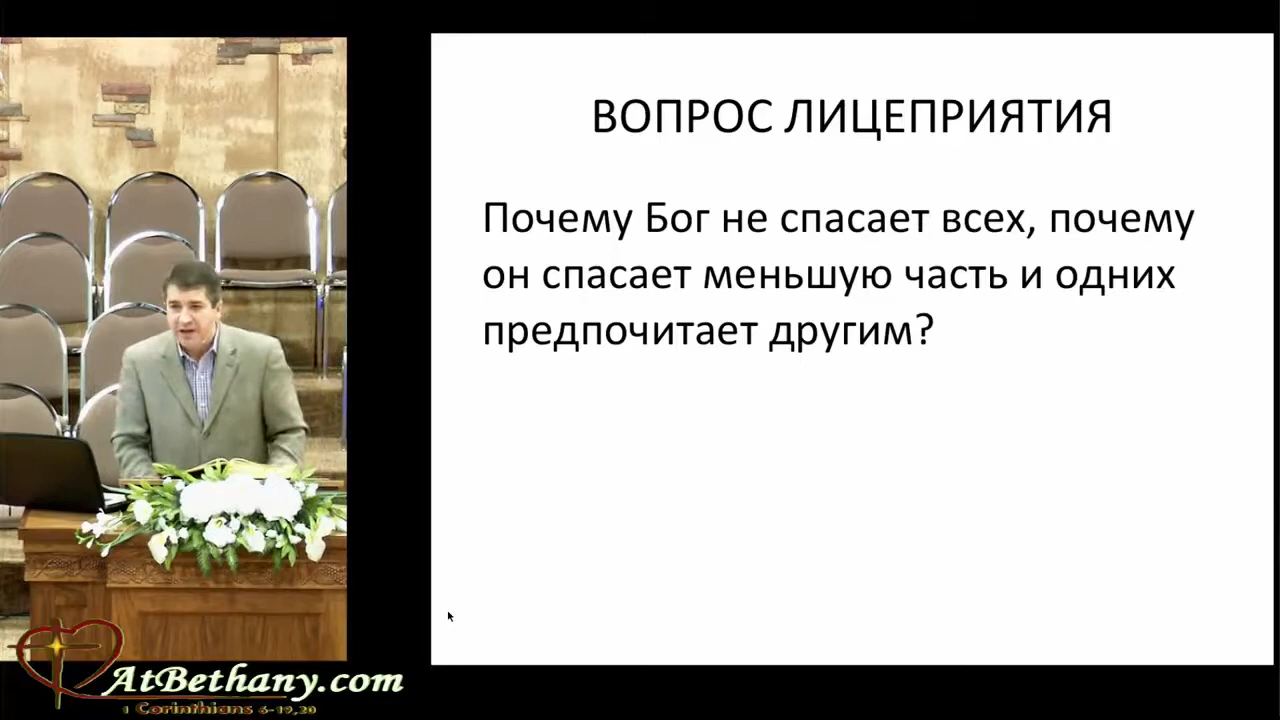 ВОПРОС ЛИЦЕПРИЯТИЯ
Почему Бог не спасает всех, почему
он спасает меньшую часть и одних
предпочитает другим?
AtBethany.com
1 Corinthians 6-19,20